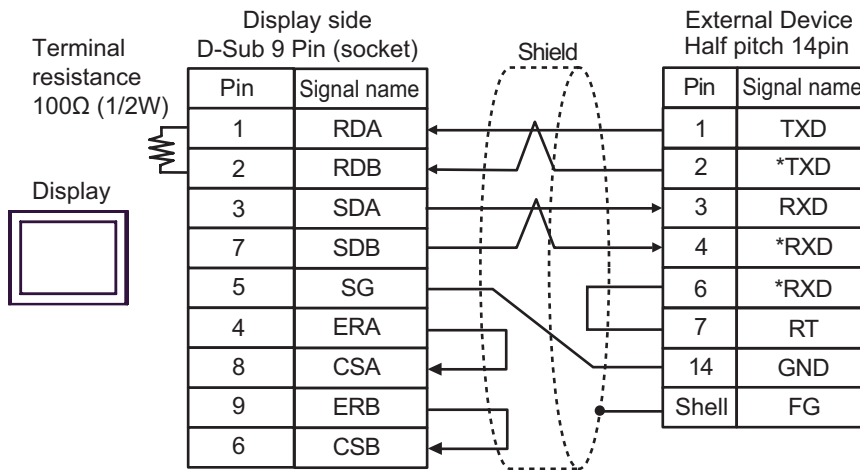 Display side
D-Sub 9 Pin (socket)
Terminal
resistance
100Ω (1/2W)
Display
Shield
External Device
Half pitch 14pin
Pin Signal name
1 RDA
2 RDB
3 SDA
7 SDB
5 SG
4 ERA
8 CSA
9 ERB
6 CSB
Pin Signal name
1 TXD
2 *TXD
3 RXD
4 *RXD
6 *RXD
7 RT
14 GND
Shell FG